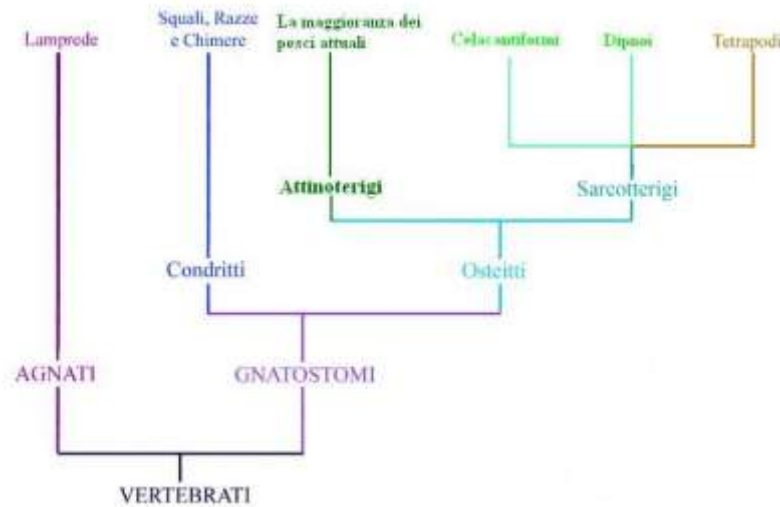 Lamprede
Squali, Razze
e Chimere
La maggioranza dei
pesci attuali
Celacantiformi
Dipnoi
Tetrapodi
Attinoterigi
Sarcotterigi
Condritti
Osteitti
AGNATI
GNATOSTOMI
VERTEBRATI